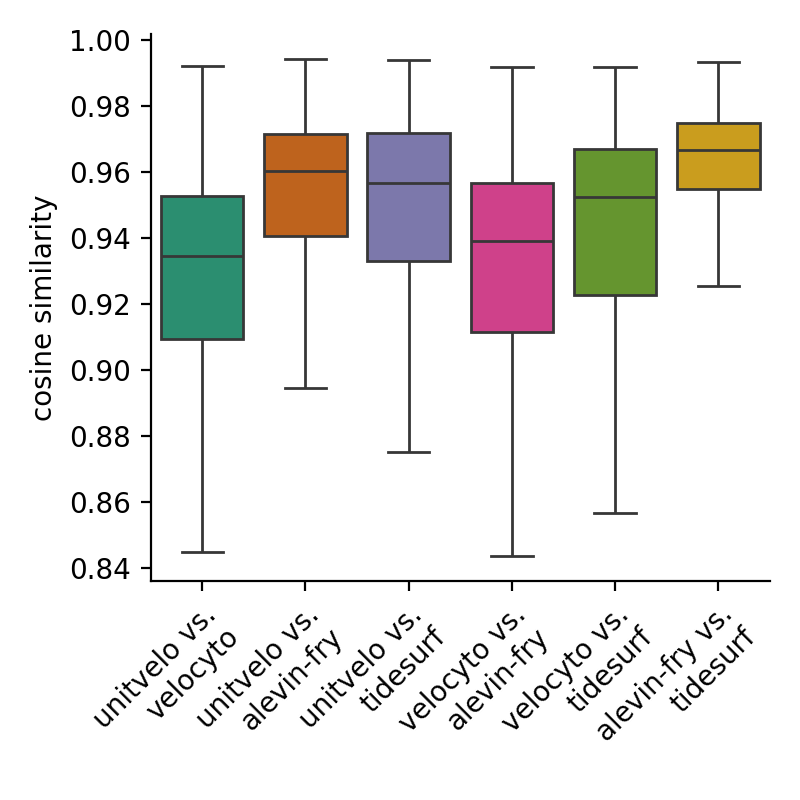 1.00
0.98
0.96
0.94
0.92
0.90
0.88
0.86
0.84
cosine similarity
unitvelo vs.
velocyto
unitvelo vs.
alevin-fry
unitvelo vs.
tidesurf
velocyto vs.
alevin-fry
velocyto vs.
tidesurf
alevin-fry vs.
tidesurf